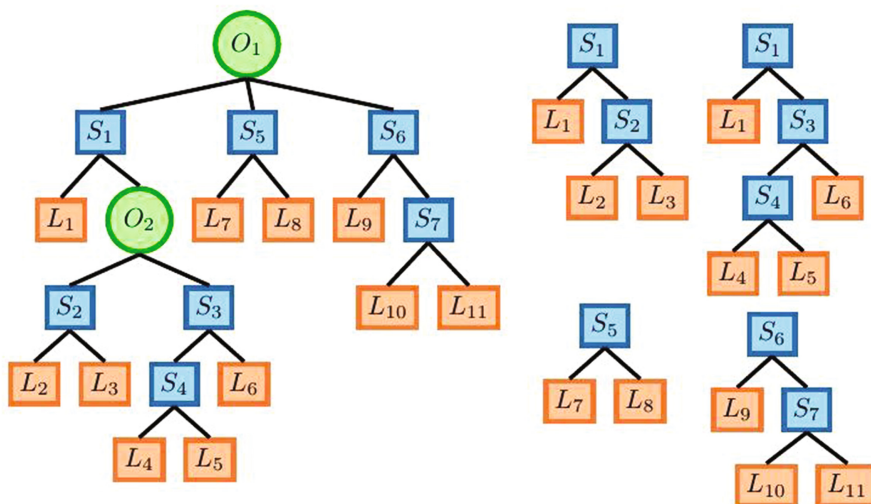 O₁
S₁ S₅ S₆
L₁ O₂ L₇ L₈ L₉ S₇
S₂ S₃ L₁₀ L₁₁
L₂ L₃ S₄ L₆
L₄ L₅
S₁
L₁ S₂
L₂ L₃
S₁
L₁ S₃
S₄ L₆
L₄ L₅
S₅
L₇ L₈
S₆
L₉ S₇
L₁₀ L₁₁